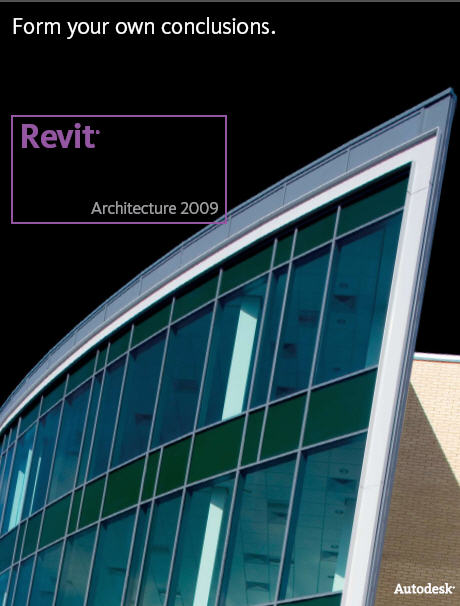 Form your own conclusions.
Revit®
Architecture 2009
Autodesk®